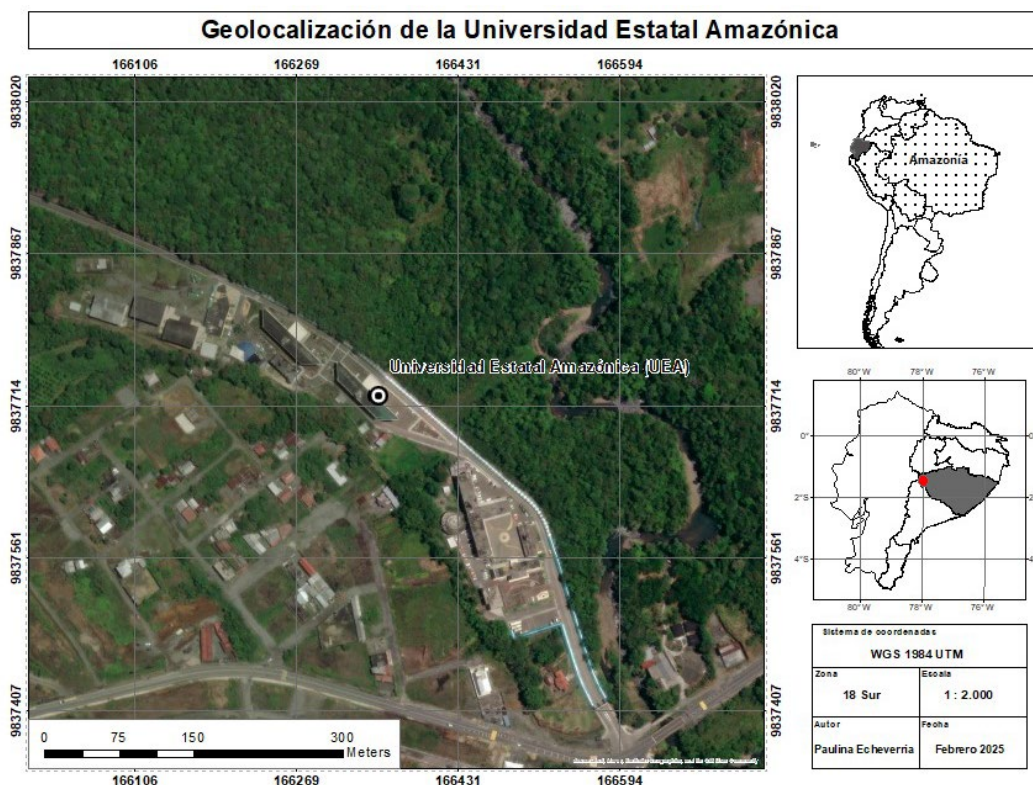 Geolocalización de la Universidad Estatal Amazónica
166106 166269 166431 166594
9838020 9838020
9837867 9837867
9837714 9837714
9837561 9837561
9837407 9837407
Universidad Estatal Amazónica (UEA)
0 75 150 300
Meters
166106 166269 166431 166594
Amazonía
80°W 78°W 76°W
0° 0
2°S 2
4°S 4
80°W 78°W 76°W
Sistema de coordenadas
WGS 1984 UTM
Zona Escala
18 Sur 1 : 2.000
Autor Fecha
Paulina Echeverria Febrero 2025